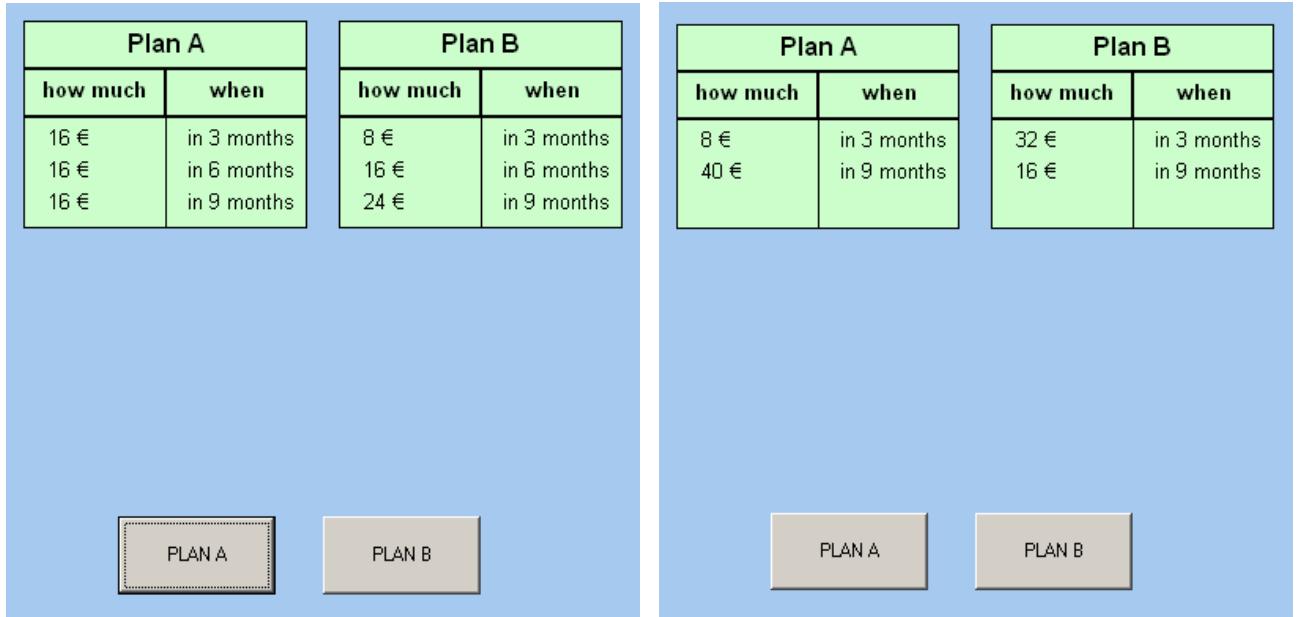 Plan A
how much when
16 € in 3 months
16 € in 6 months
16 € in 9 months
Plan B
how much when
8 € in 3 months
16 € in 6 months
24 € in 9 months
PLAN A
PLAN B
Plan A
how much when
8 € in 3 months
40 € in 9 months
Plan B
how much when
32 € in 3 months
16 € in 9 months
PLAN A
PLAN B